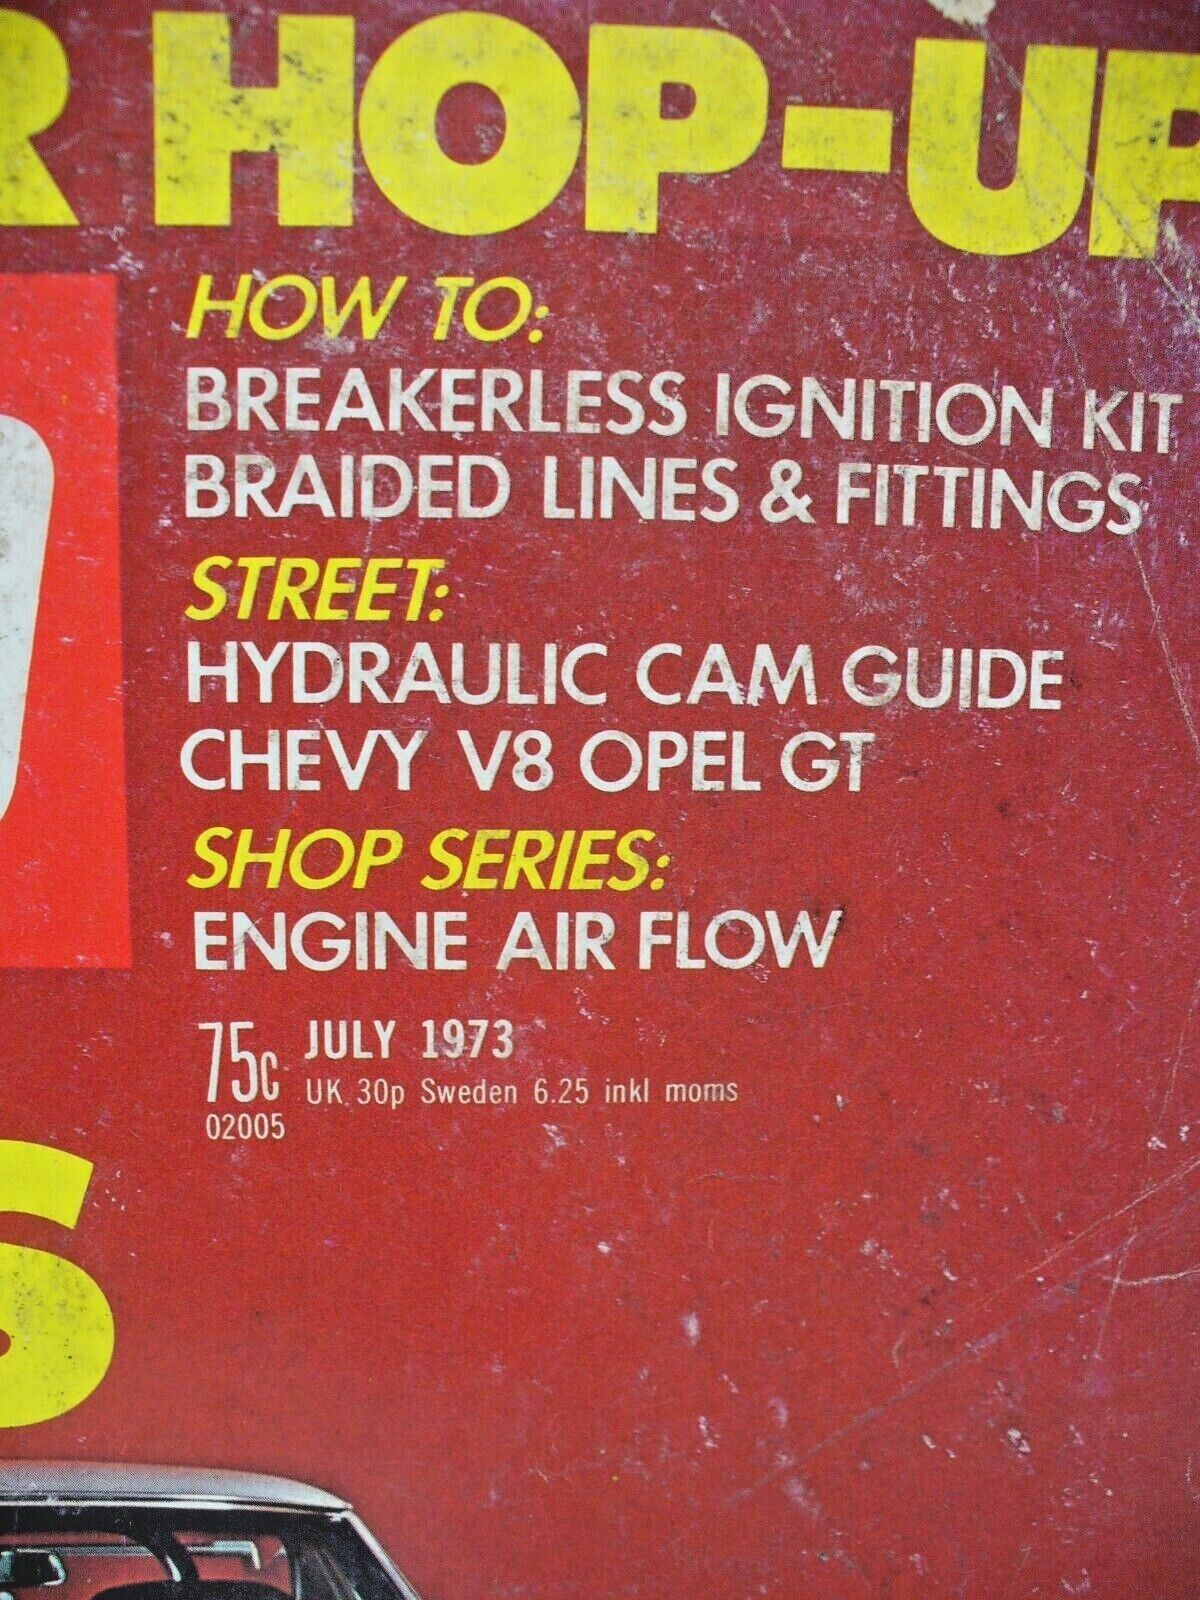 R HOP-UP
HOW TO:
BREAKERLESS IGNITION KIT
BRAIDED LINES & FITTINGS
STREET:
HYDRAULIC CAM GUIDE
CHEVY V8 OPEL GT
SHOP SERIES:
ENGINE AIR FLOW
75c JULY 1973
UK 30p Sweden 6.25 inkl moms
02005
S